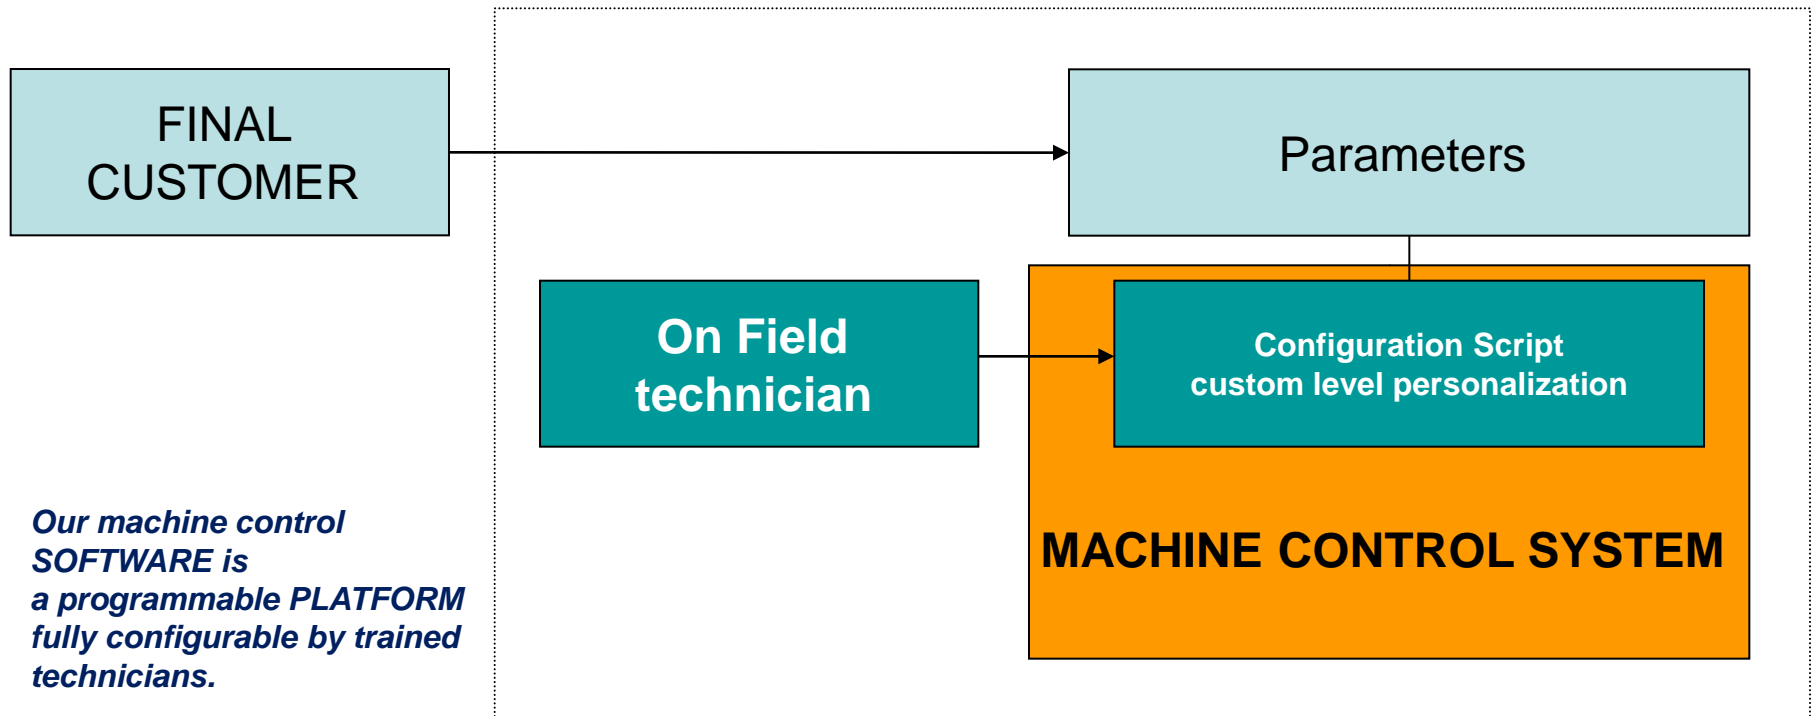 FINAL
CUSTOMER
Parameters
On Field
technician
Configuration Script
custom level personalization
MACHINE CONTROL SYSTEM
Our machine control
SOFTWARE is
a programmable PLATFORM
fully configurable by trained
technicians.